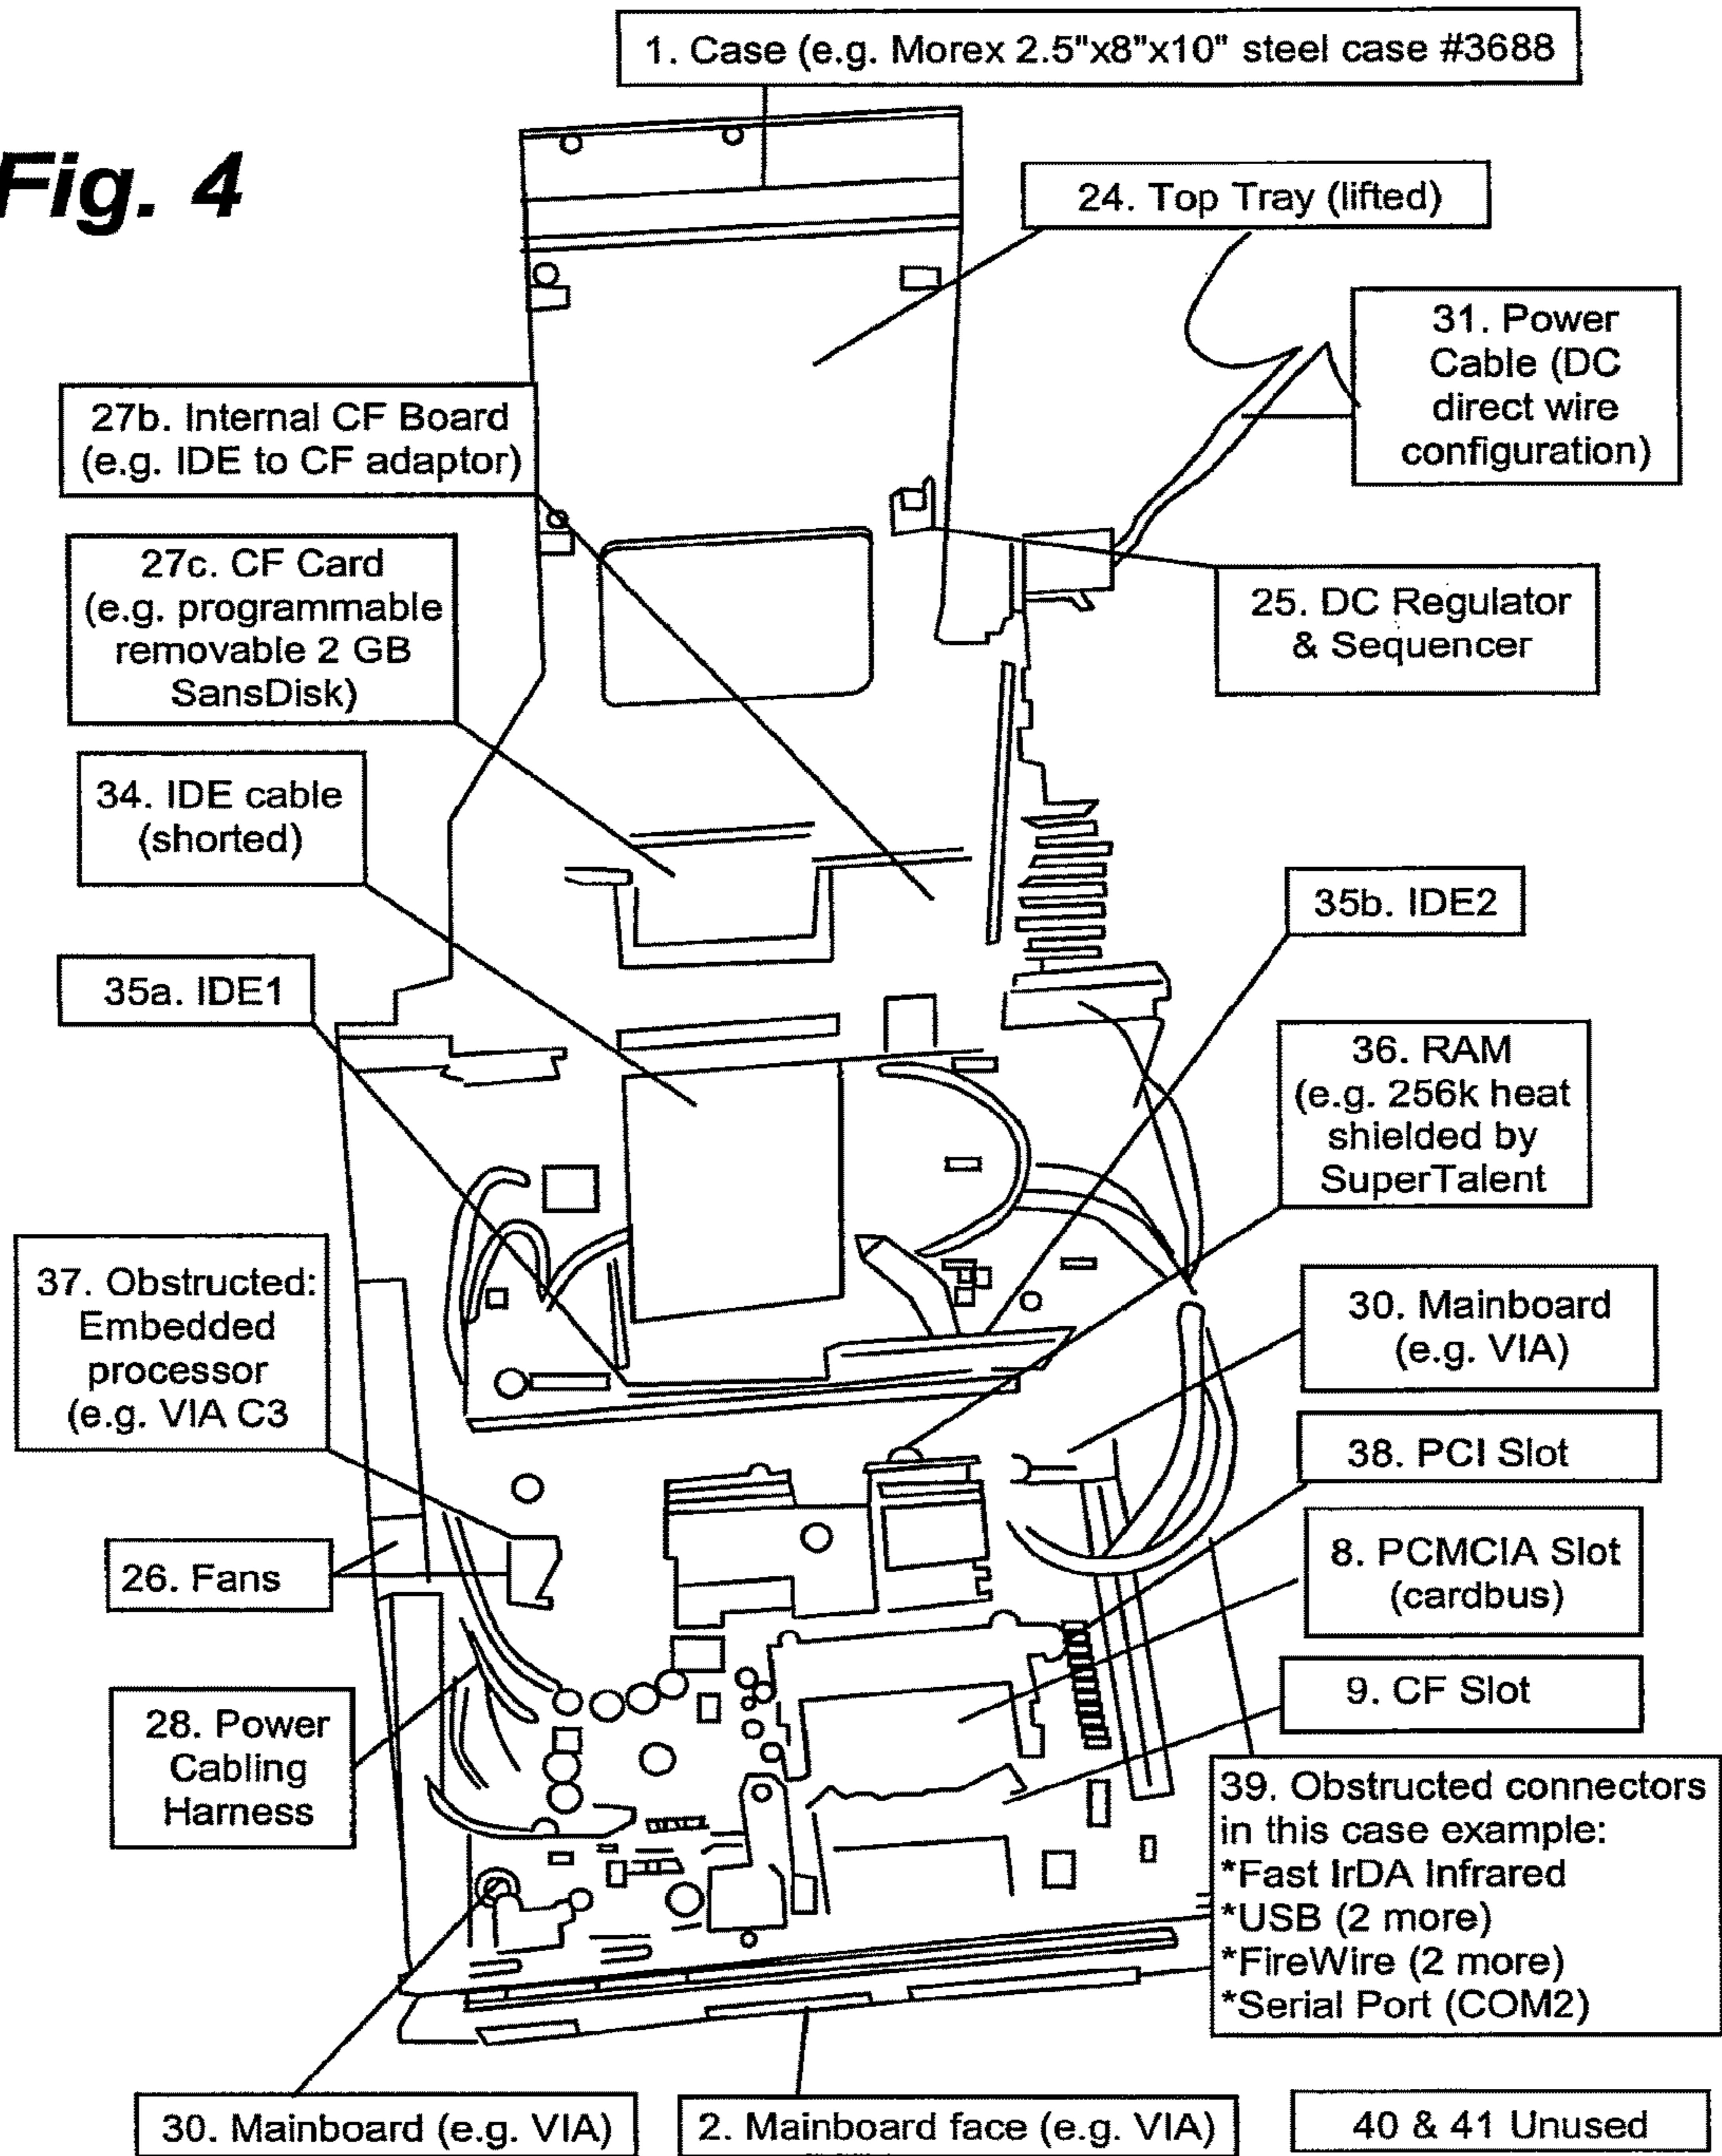 1. Case (e.g. Morex 2.5"x8"x10" steel case #3688
Fig. 4
24. Top Tray (lifted)
31. Power
Cable (DC
direct wire
configuration)
27b. Internal CF Board
(e.g. IDE to CF adaptor)
27c. CF Card
(e.g. programmable
removable 2 GB
SansDisk)
25. DC Regulator
& Sequencer
34. IDE cable
(shorted)
35b. IDE2
35a. IDE1
36. RAM
(e.g. 256k heat
shielded by
SuperTalent
37. Obstructed:
Embedded
processor
(e.g. VIA C3
30. Mainboard
(e.g. VIA)
38. PCI Slot
26. Fans
8. PCMCIA Slot
(cardbus)
9. CF Slot
28. Power
Cabling
Harness
39. Obstructed connectors
in this case example:
*Fast IrDA Infrared
*USB (2 more)
*FireWire (2 more)
*Serial Port (COM2)
30. Mainboard (e.g. VIA)
2. Mainboard face (e.g. VIA)
40 & 41 Unused